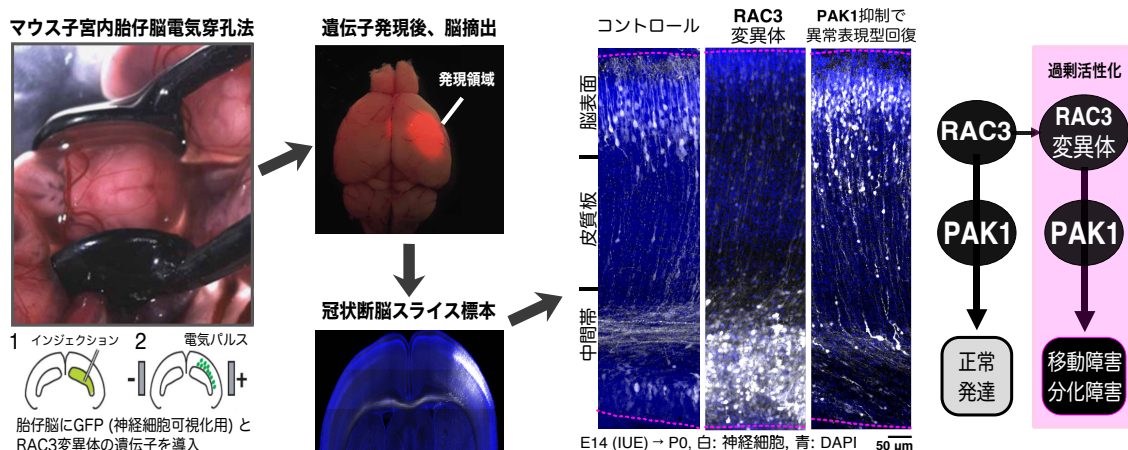 マウス子宮内胎仔脳電気穿孔法
1 インジェクション
2 電気パルス
- +
胎仔脳にGFP (神経細胞可視化用) と
RAC3変異体の遺伝子を導入
遺伝子発現後、脳摘出
発現領域
冠状断脳スライス標本
コントロール
RAC3
変異体
PAK1抑制で
異常表現型回復
脳表面
皮質板
中間帯
E14 (IUE) → P0, 白: 神経細胞, 青: DAPI
50 μm
RAC3
PAK1
正常
発達
過剰活性化
RAC3
変異体
PAK1
移動障害
分化障害